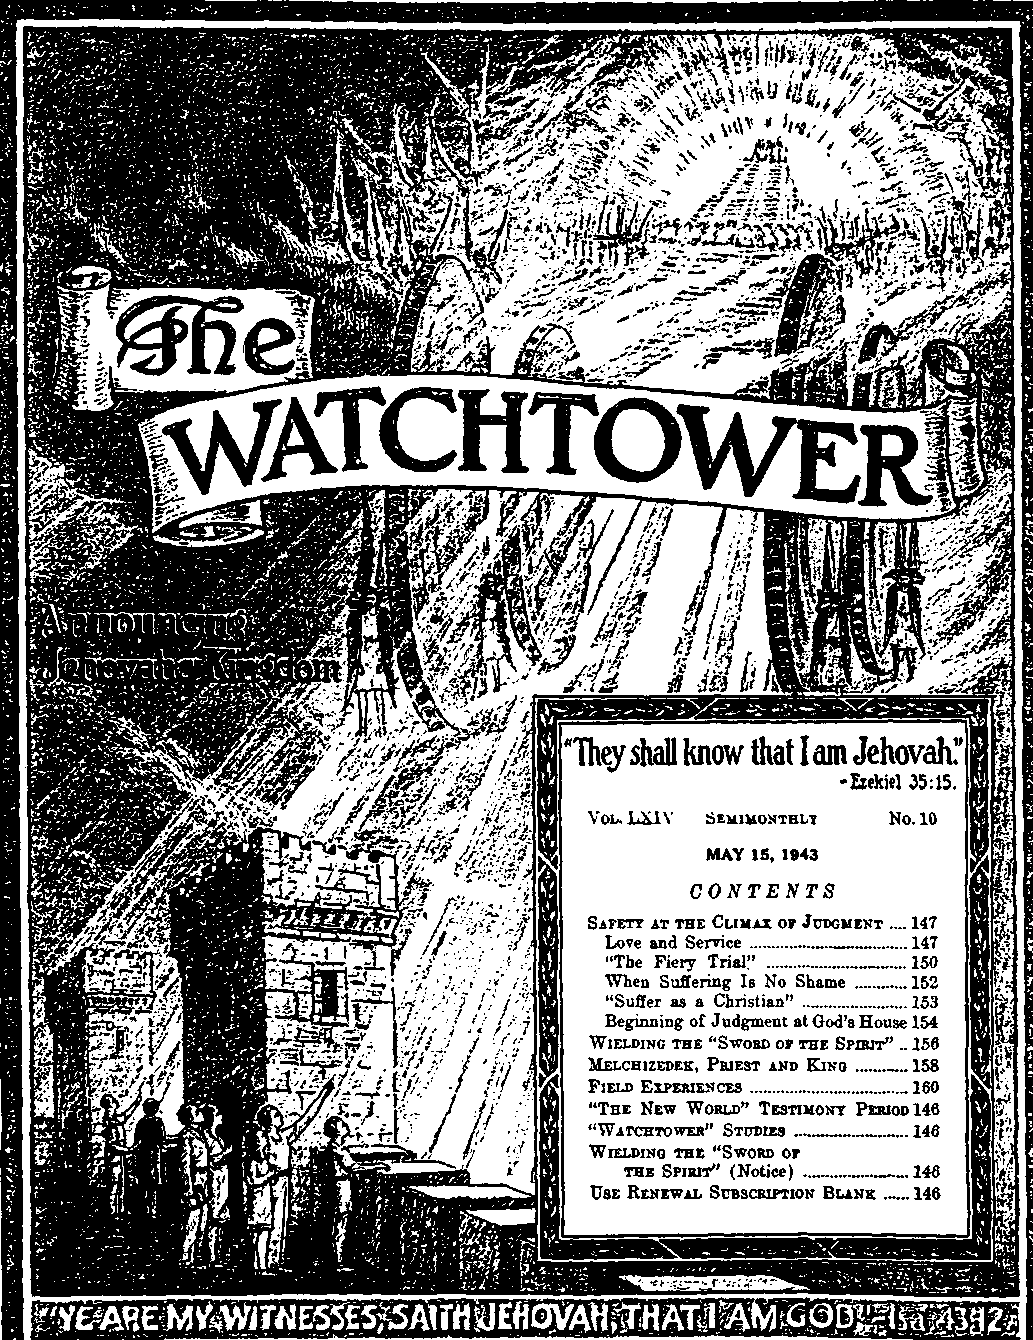 The
WATCHTOWER
Announcing
Jehovah's Kingdom
"They shall know that I am Jehovah."
-Ezekiel 35:15.
VOL. LXIV SEMIMONTHLY No. 10
MAY 15, 1943
CONTENTS
SAFETY AT THE CLIMAX OF JUDGMENT .... 147
Love and Service ........................................ 147
"The Fiery Trial" .................................... 150
When Suffering Is No Shame ............ 152
"Suffer as a Christian" .......................... 153
Beginning of Judgment at God's House 154
WIELDING THE "SWORD OF THE SPIRIT" .. 156
MELCHIZEDEK, PRIEST AND KING ............ 158
FIELD EXPERIENCES ........................................ 160
"THE NEW WORLD" TESTIMONY PERIOD 146
"WATCHTOWER" STUDIES ............................ 146
WIELDING THE "SWORD OF
THE SPIRIT" (Notice) ........................... 146
USE RENEWAL SUBSCRIPTION BLANK ...... 146
"YE ARE MY WITNESSES, SAITH JEHOVAH, THAT I AM GOD."-Isa. 43:12.